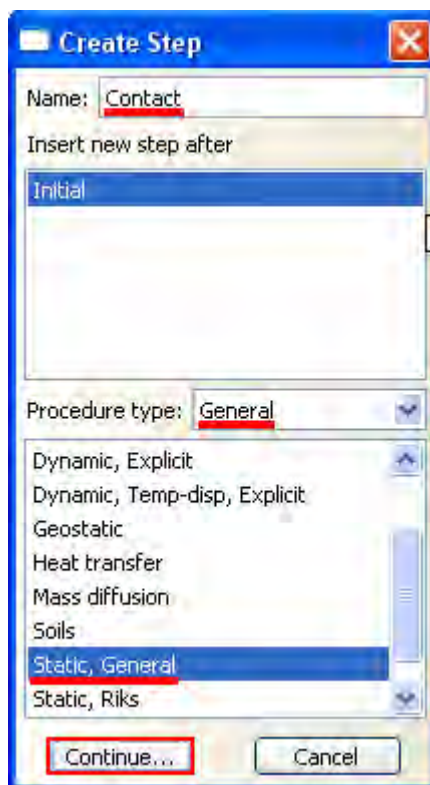 Create Step
Name: Contact
Insert new step after
Initial
Procedure type: General
Dynamic, Explicit
Dynamic, Temp-disp, Explicit
Geostatic
Heat transfer
Mass diffusion
Soils
Static, General
Static, Riks
Continue... Cancel